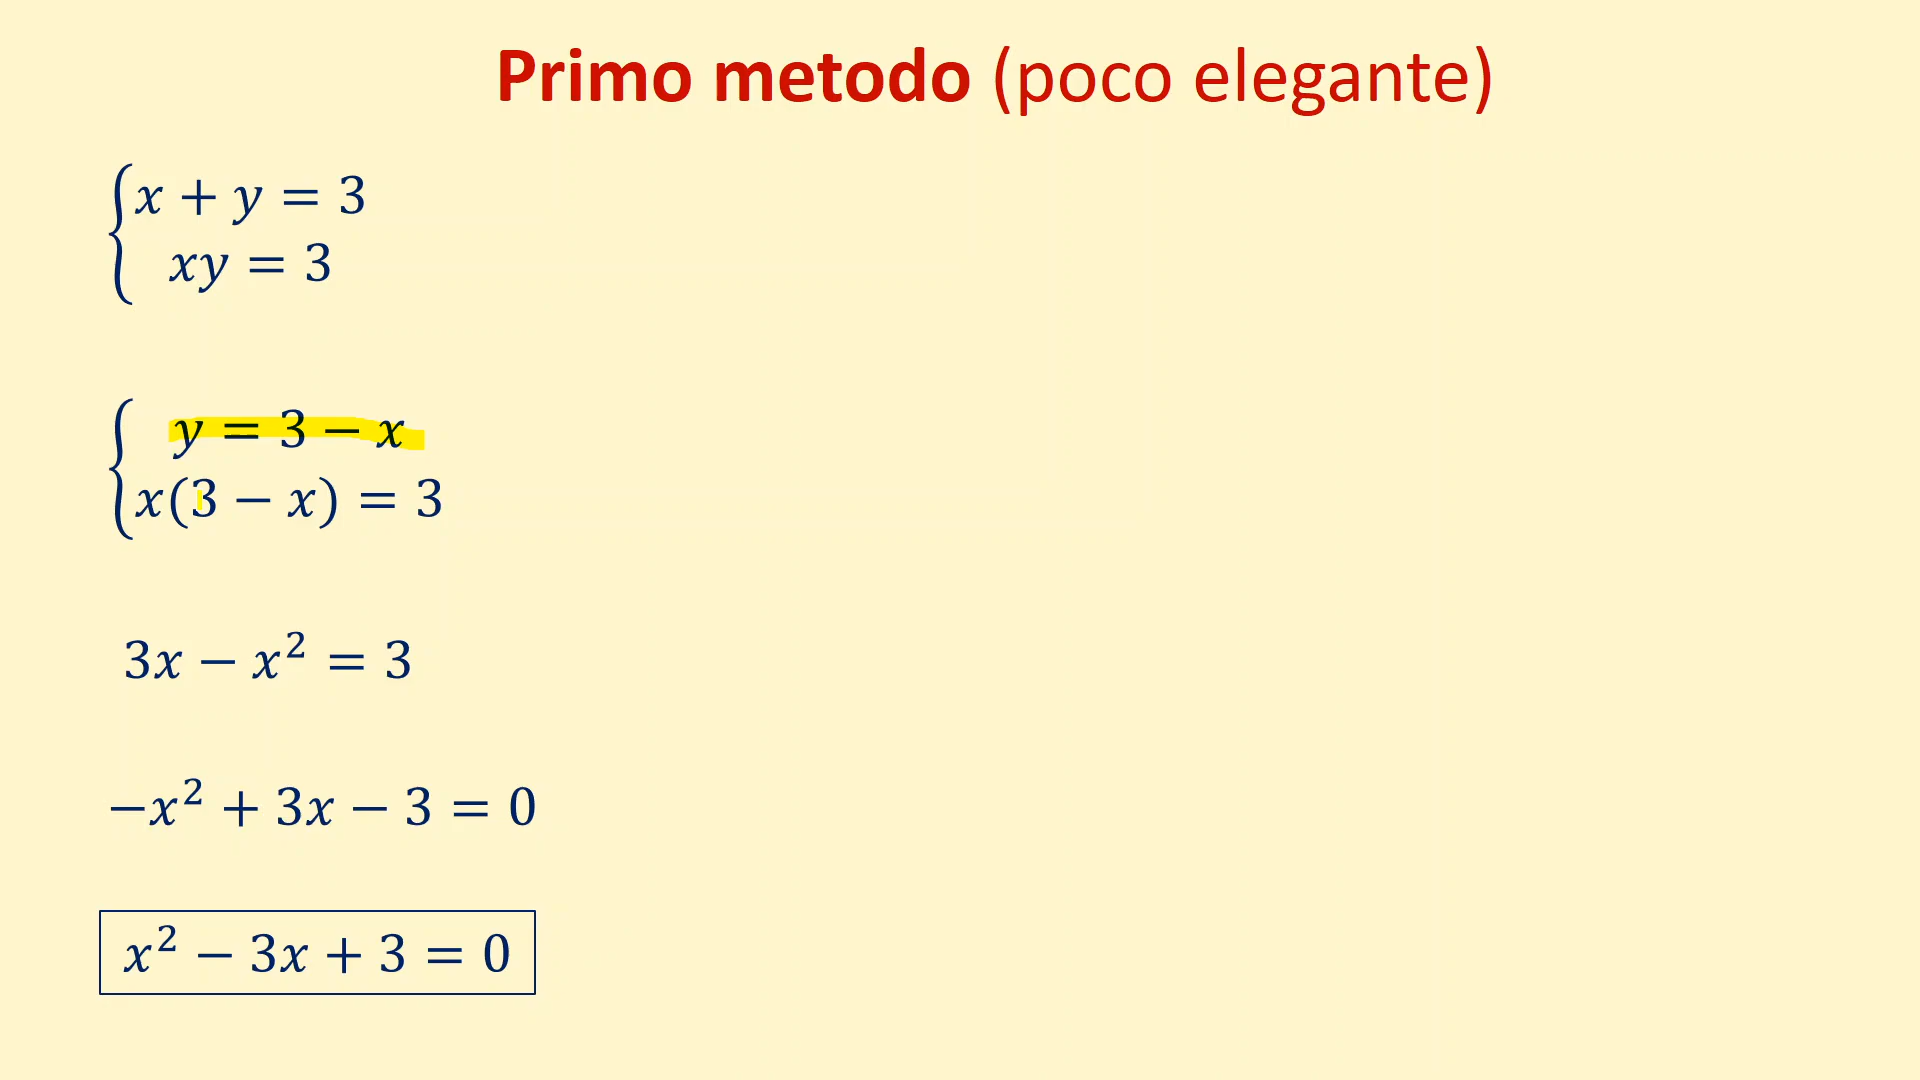 Primo metodo (poco elegante)
x + y = 3
xy = 3
y = 3 − x
x(3 − x) = 3
3x − x² = 3
−x² + 3x − 3 = 0
x² − 3x + 3 = 0